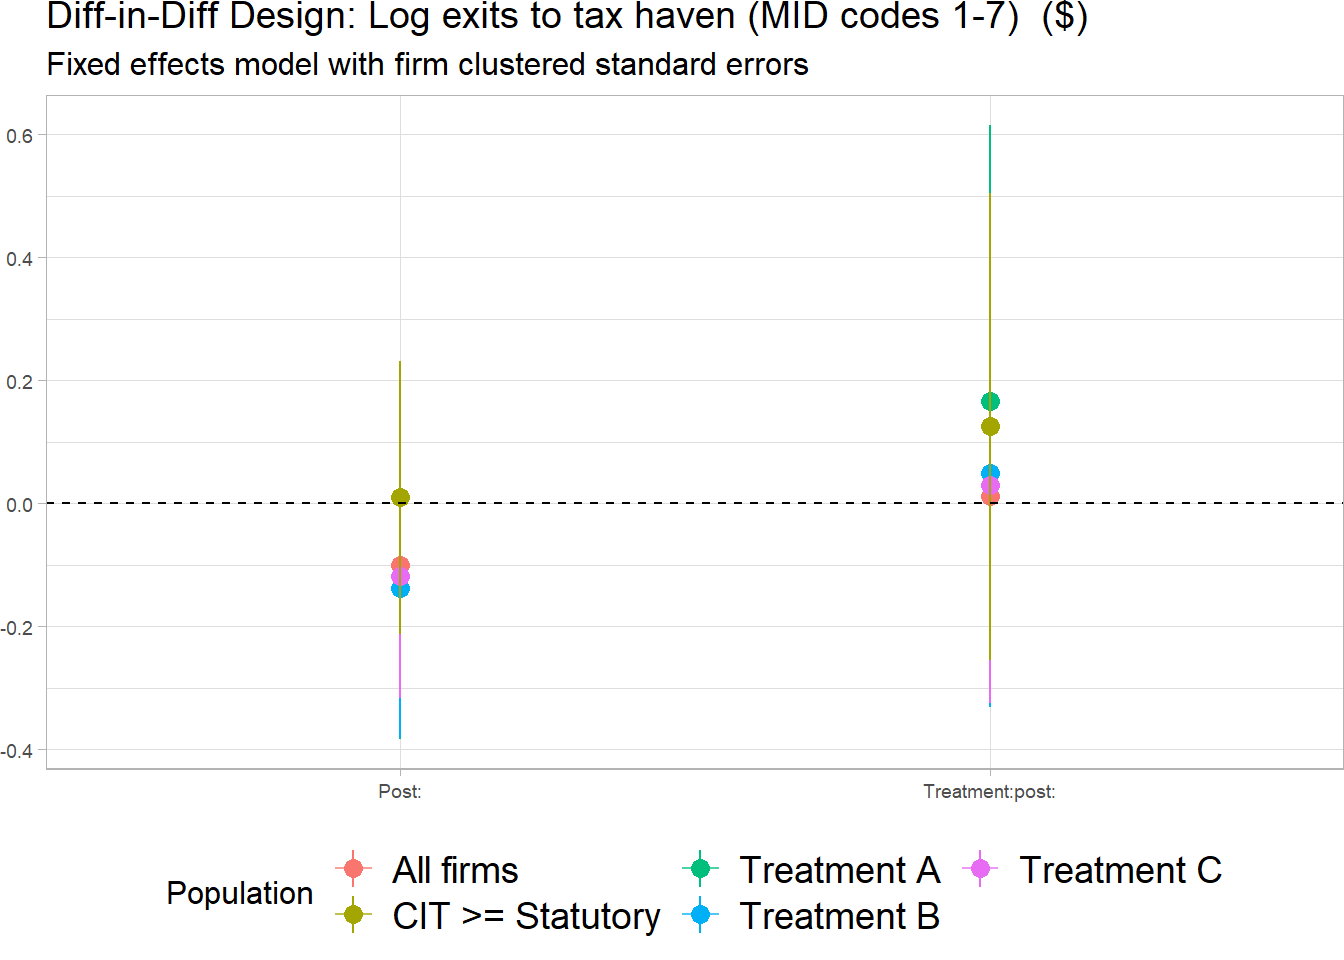 Diff-in-Diff Design: Log exits to tax haven (MID codes 1-7)  ($)
Fixed effects model with firm clustered standard errors
0.6
0.4
0.2
0.0
-0.2
-0.4
Post:
Treatment:post:
Population
All firms
CIT >= Statutory
Treatment A
Treatment B
Treatment C